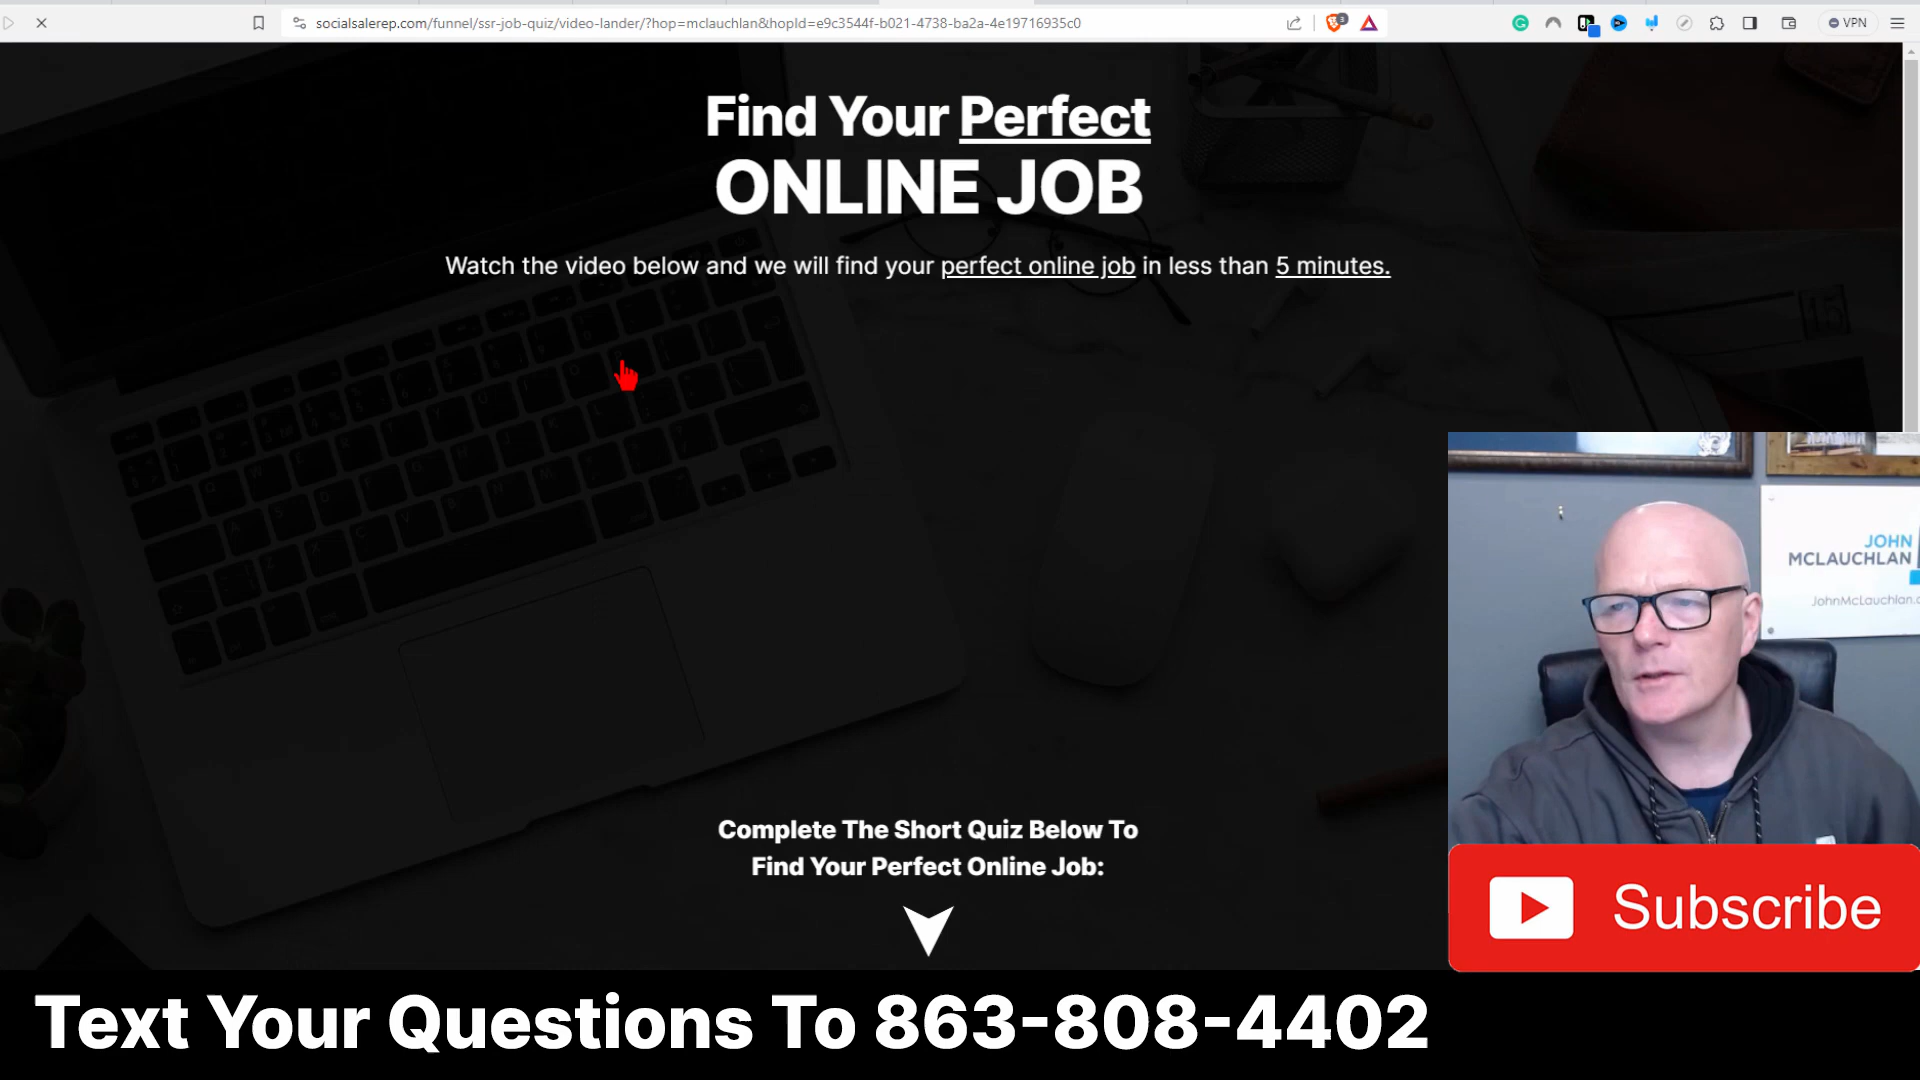 socialsalerep.com/funnel/ssr-job-quiz/video-lander/?hop=mclauchlan&hopId=e9c3544f-b021-4738-ba2a-4e19716935c0
3
VPN
Find Your Perfect
ONLINE JOB
Watch the video below and we will find your perfect online job in less than 5 minutes.
JOHN
MCLAUCHLAN
Complete The Short Quiz Below To
Find Your Perfect Online Job:
Subscribe
Text Your Questions To 863-808-4402